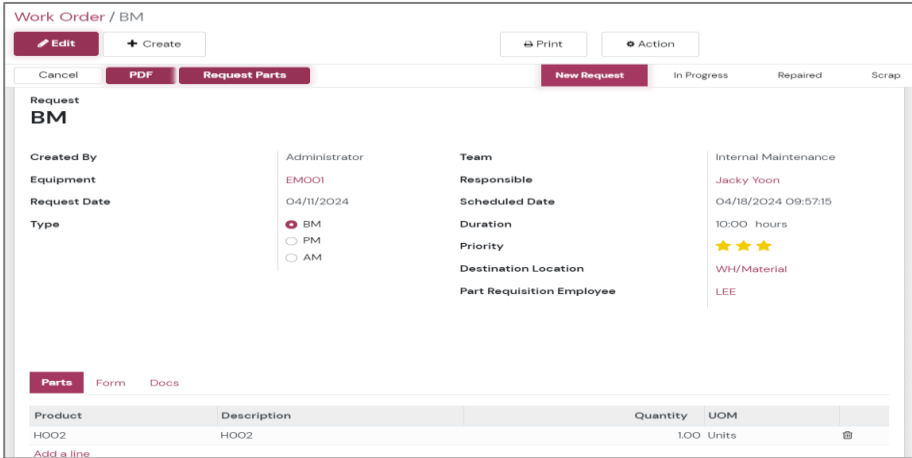 Work Order / BM
Edit
Create
Print
Action
Cancel
PDF
Request Parts
New Request
In Progress
Repaired
Scrap
Request
BM
Created By Administrator
Equipment EM001
Request Date 04/11/2024
Type BM
PM
AM
Team Internal Maintenance
Responsible Jacky Yoon
Scheduled Date 04/18/2024 09:57:15
Duration 10:00 hours
Priority
Destination Location WH/Material
Part Requisition Employee LEE
Parts Form Docs
Product Description Quantity UOM
H002 H002 1.00 Units
Add a line